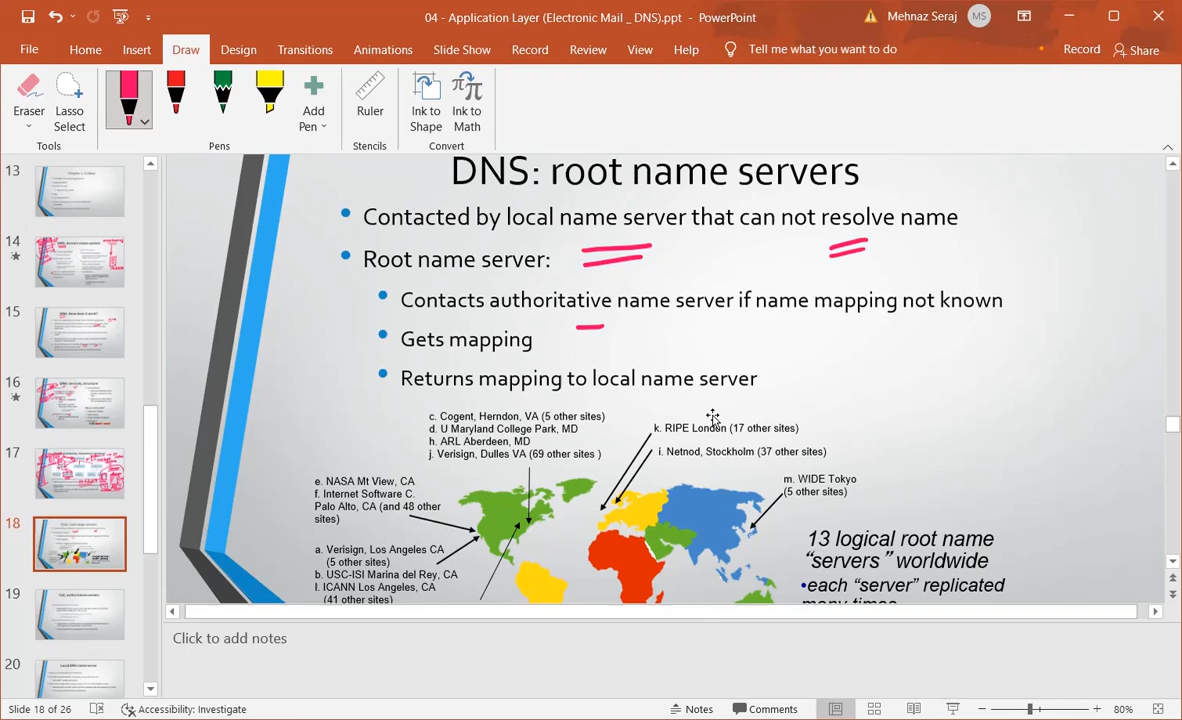 04 - Application Layer (Electronic Mail _ DNS).ppt - PowerPoint
Mehnaz Seraj
MS
File
Home
Insert
Draw
Design
Transitions
Animations
Slide Show
Record
Review
View
Help
Tell me what you want to do
Record
Share
Eraser
Lasso
Select
Add
Pen
Ruler
Ink to
Shape
Ink to
Math
Tools
Pens
Stencils
Convert
13
14
15
16
17
18
19
20
DNS: root name servers
Contacted by local name server that can not resolve name
Root name server:
Contacts authoritative name server if name mapping not known
Gets mapping
Returns mapping to local name server
c. Cogent, Herndon, VA (5 other sites)
d. U Maryland College Park, MD
h. ARL Aberdeen, MD
j. Verisign, Dulles VA (69 other sites )
k. RIPE London (17 other sites)
i. Netnod, Stockholm (37 other sites)
m. WIDE Tokyo
(5 other sites)
e. NASA Mt View, CA
f. Internet Software C.
Palo Alto, CA (and 48 other
sites)
a. Verisign, Los Angeles CA
(5 other sites)
b. USC-ISI Marina del Rey, CA
l. ICANN Los Angeles, CA
(41 other sites)
13 logical root name
“servers” worldwide
•each “server” replicated
many times
Click to add notes
Slide 18 of 26
Accessibility: Investigate
Notes
Comments
80%